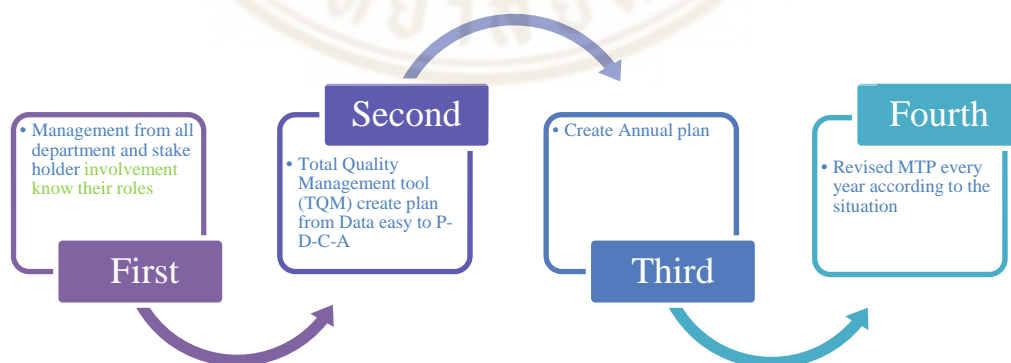 • Management from all
department and stake
holder involvement
know their roles
First
Second
• Total Quality
Management tool
(TQM) create plan
from Data easy to P-
D-C-A
• Create Annual plan
Third
Fourth
• Revised MTP every
year according to the
situation